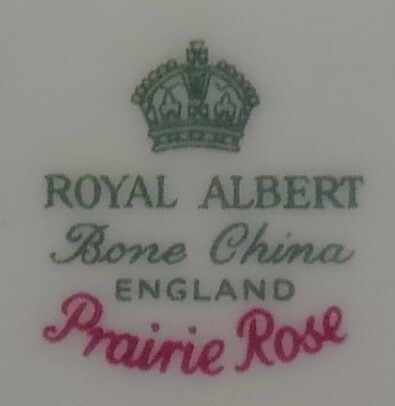 ROYAL ALBERT
Bone China
ENGLAND
Prairie Rose